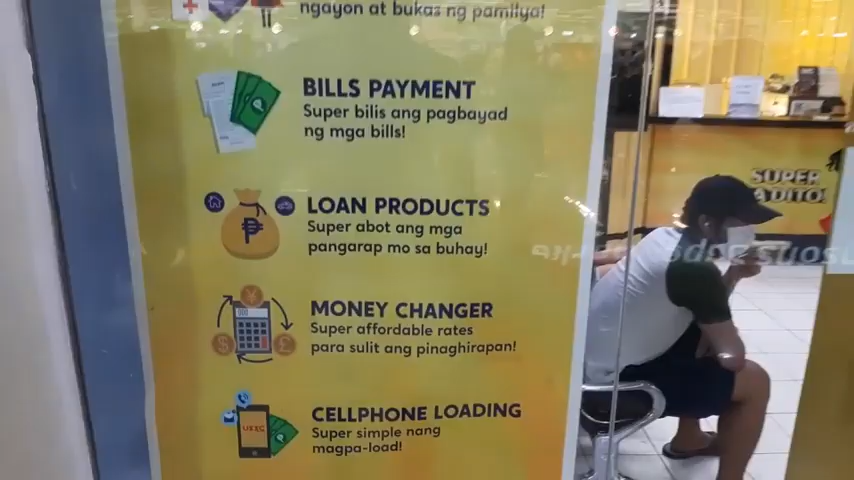 ngayon at bukas ng pamilya!
BILLS PAYMENT
Super bilis ang pagbayad
ng mga bills!
LOAN PRODUCTS
Super abot ang mga
pangarap mo sa buhay!
MONEY CHANGER
Super affordable rates
para sulit ang pinaghirapan!
CELLPHONE LOADING
Super simple nang
magpa-load!
SUPER
ADITO!